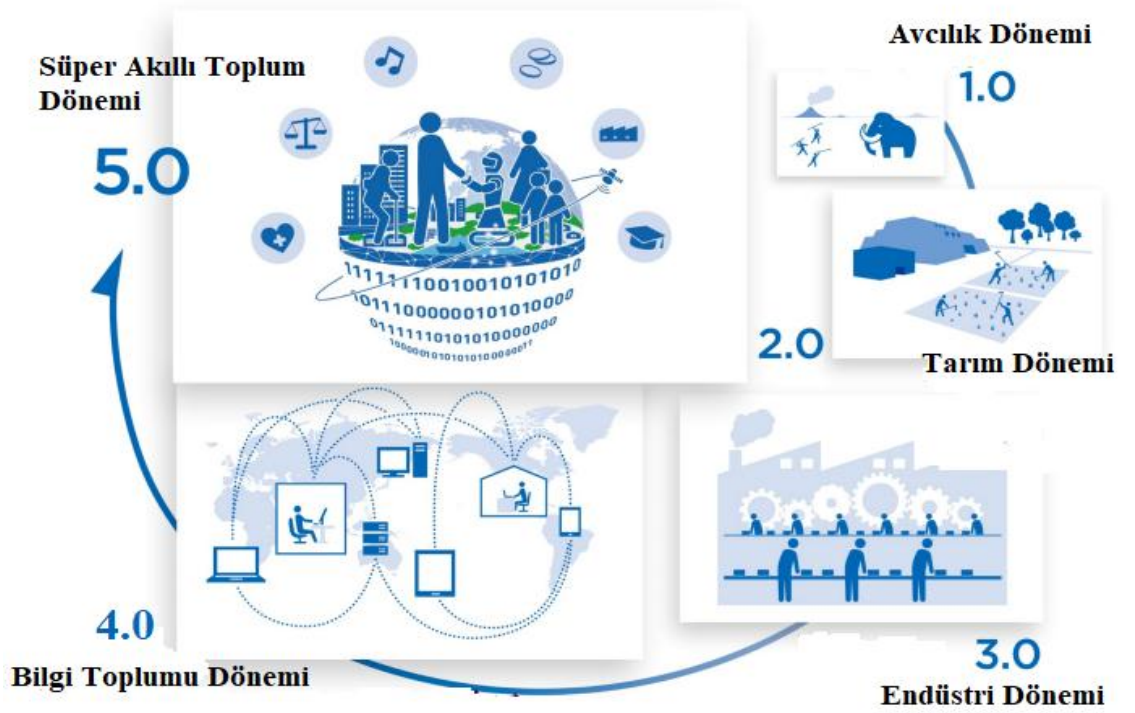 Avcılık Dönemi
1.0
2.0
Tarım Dönemi
3.0
Endüstri Dönemi
4.0
Bilgi Toplumu Dönemi
Süper Akıllı Toplum
Dönemi
5.0